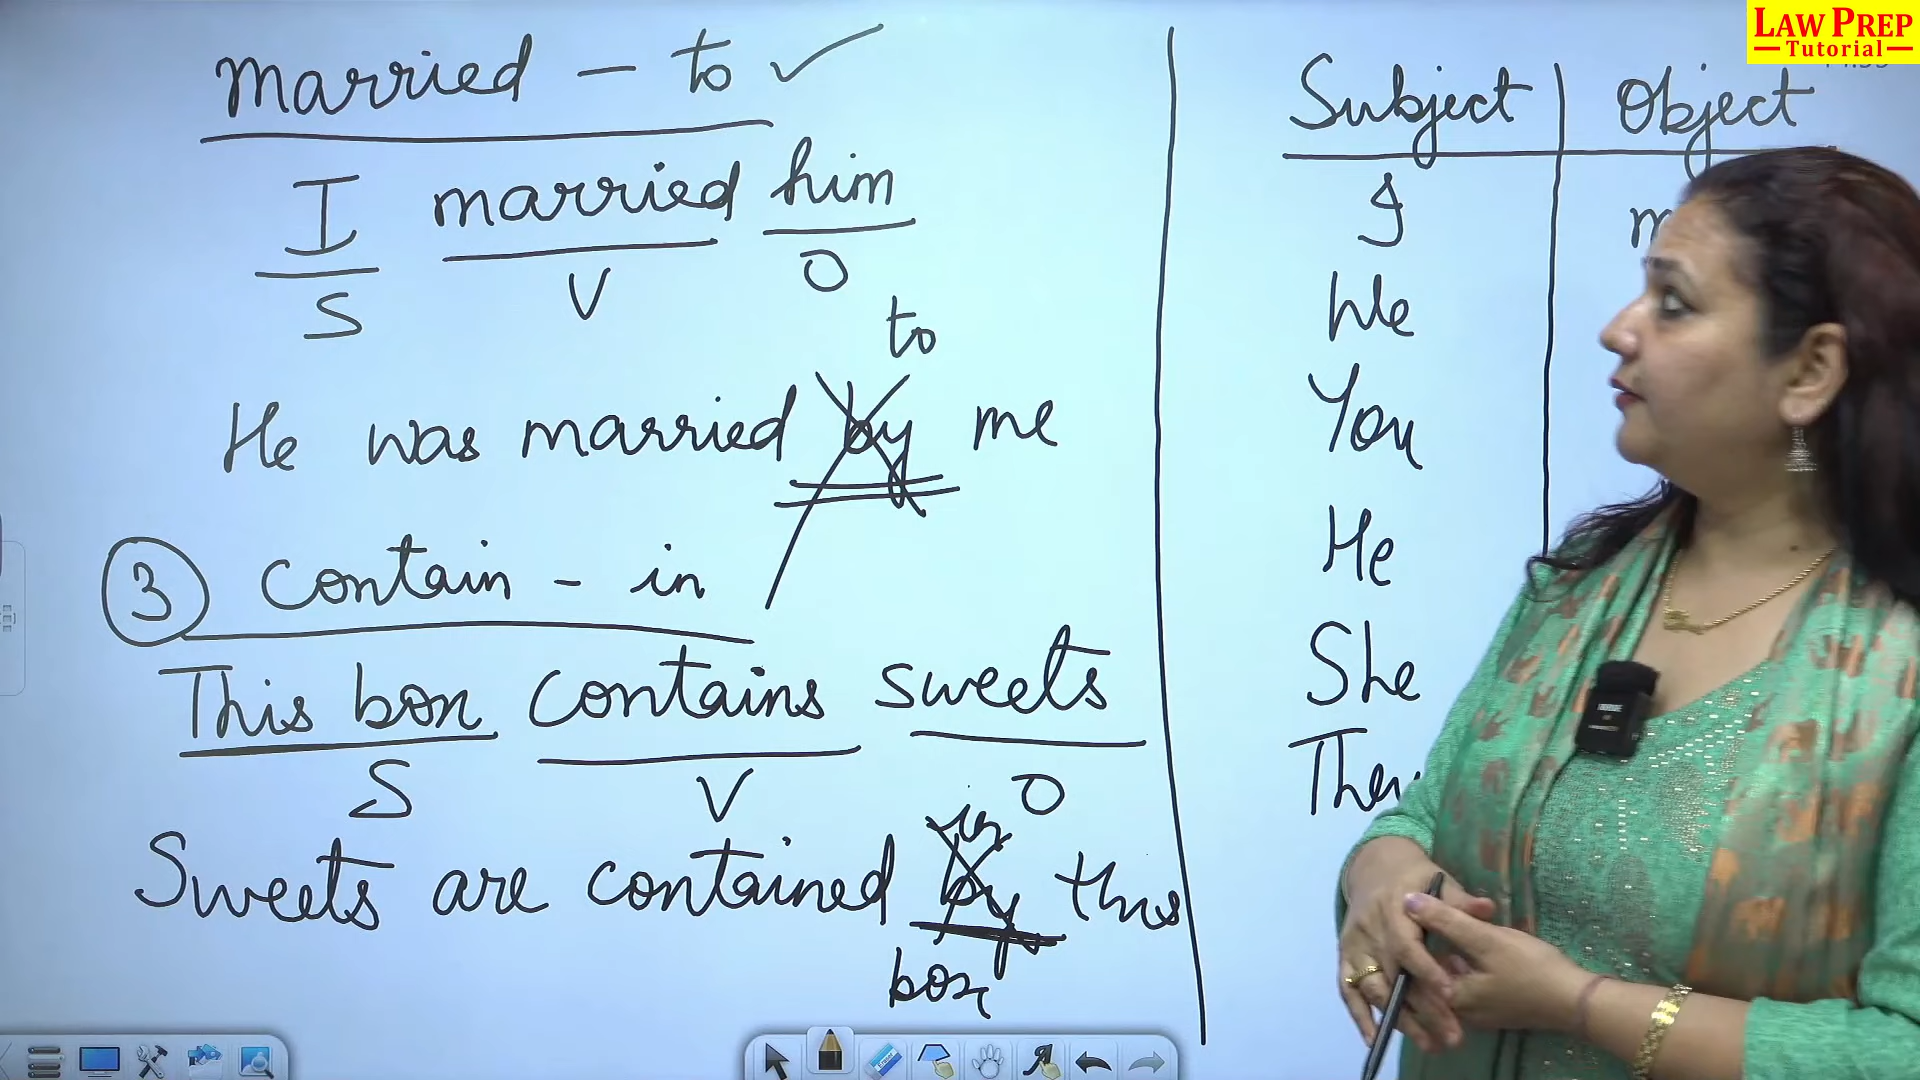 LAW PREP
Tutorial
married – to ✓
I married him
S V O
to
He was married by me
3 contain – in
This box contains sweets
S V O
in
Sweets are contained by this
box
Subject Object
I
We
You
He
She